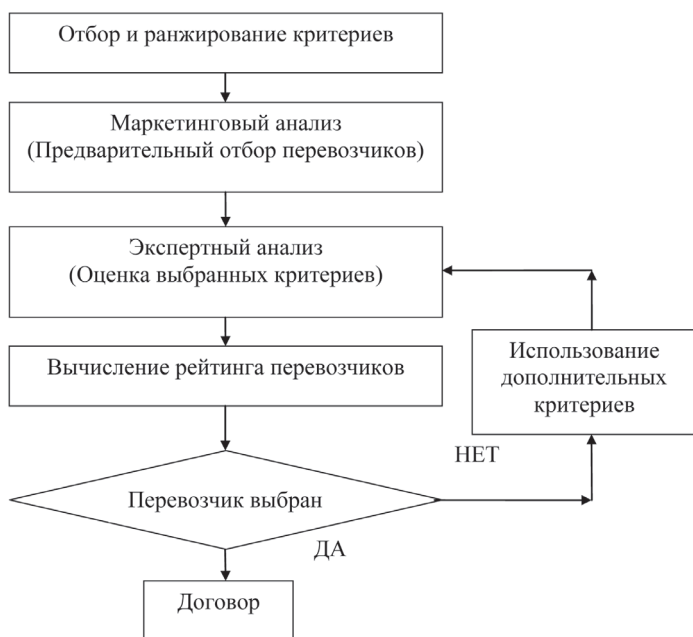 Отбор и ранжирование критериев
Маркетинговый анализ
(Предварительный отбор перевозчиков)
Экспертный анализ
(Оценка выбранных критериев)
Вычисление рейтинга перевозчиков
Использование
дополнительных
критериев
НЕТ
Перевозчик выбран
ДА
Договор